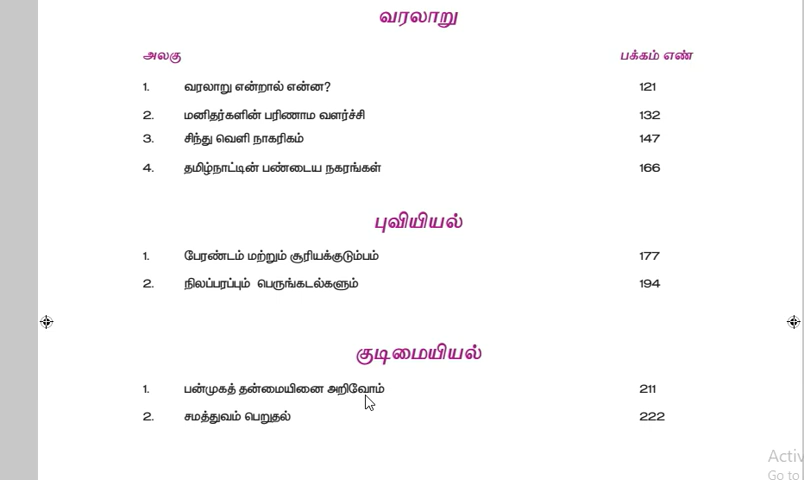 வரலாறு
அலகு பக்கம் எண்
1. வரலாறு என்றால் என்ன? 121
2. மனிதர்களின் பரிணாம வளர்ச்சி 132
3. சிந்து வெளி நாகரிகம் 147
4. தமிழ்நாட்டின் பண்டைய நகரங்கள் 166
புவியியல்
1. பேரண்டம் மற்றும் சூரியக்குடும்பம் 177
2. நிலப்பரப்பும் பெருங்கடல்களும் 194
குடிமையியல்
1. பன்முகத் தன்மையினை அறிவோம் 211
2. சமத்துவம் பெறுதல் 222
Activ
Go to